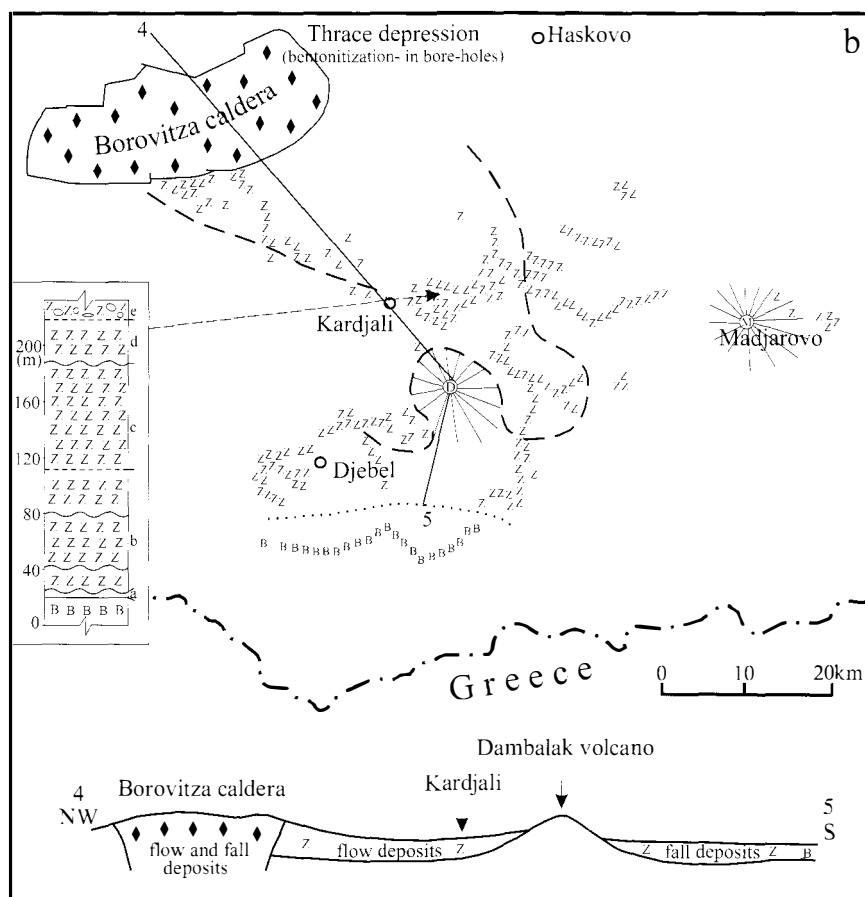 b
4
Thrace depression
(bentonitization- in bore-holes)
Haskovo
Borovitza caldera
Kardjali
M
Madjarovo
D
Djebel
5
e
200
(m)
d
160
c
120
80
b
40
a
0
B B B B B
Greece
0 10 20km
Dambalak volcano
Kardjali
Borovitza caldera
4
NW
5
S
flow and fall
deposits
Z flow deposits Z
Z fall deposits Z B